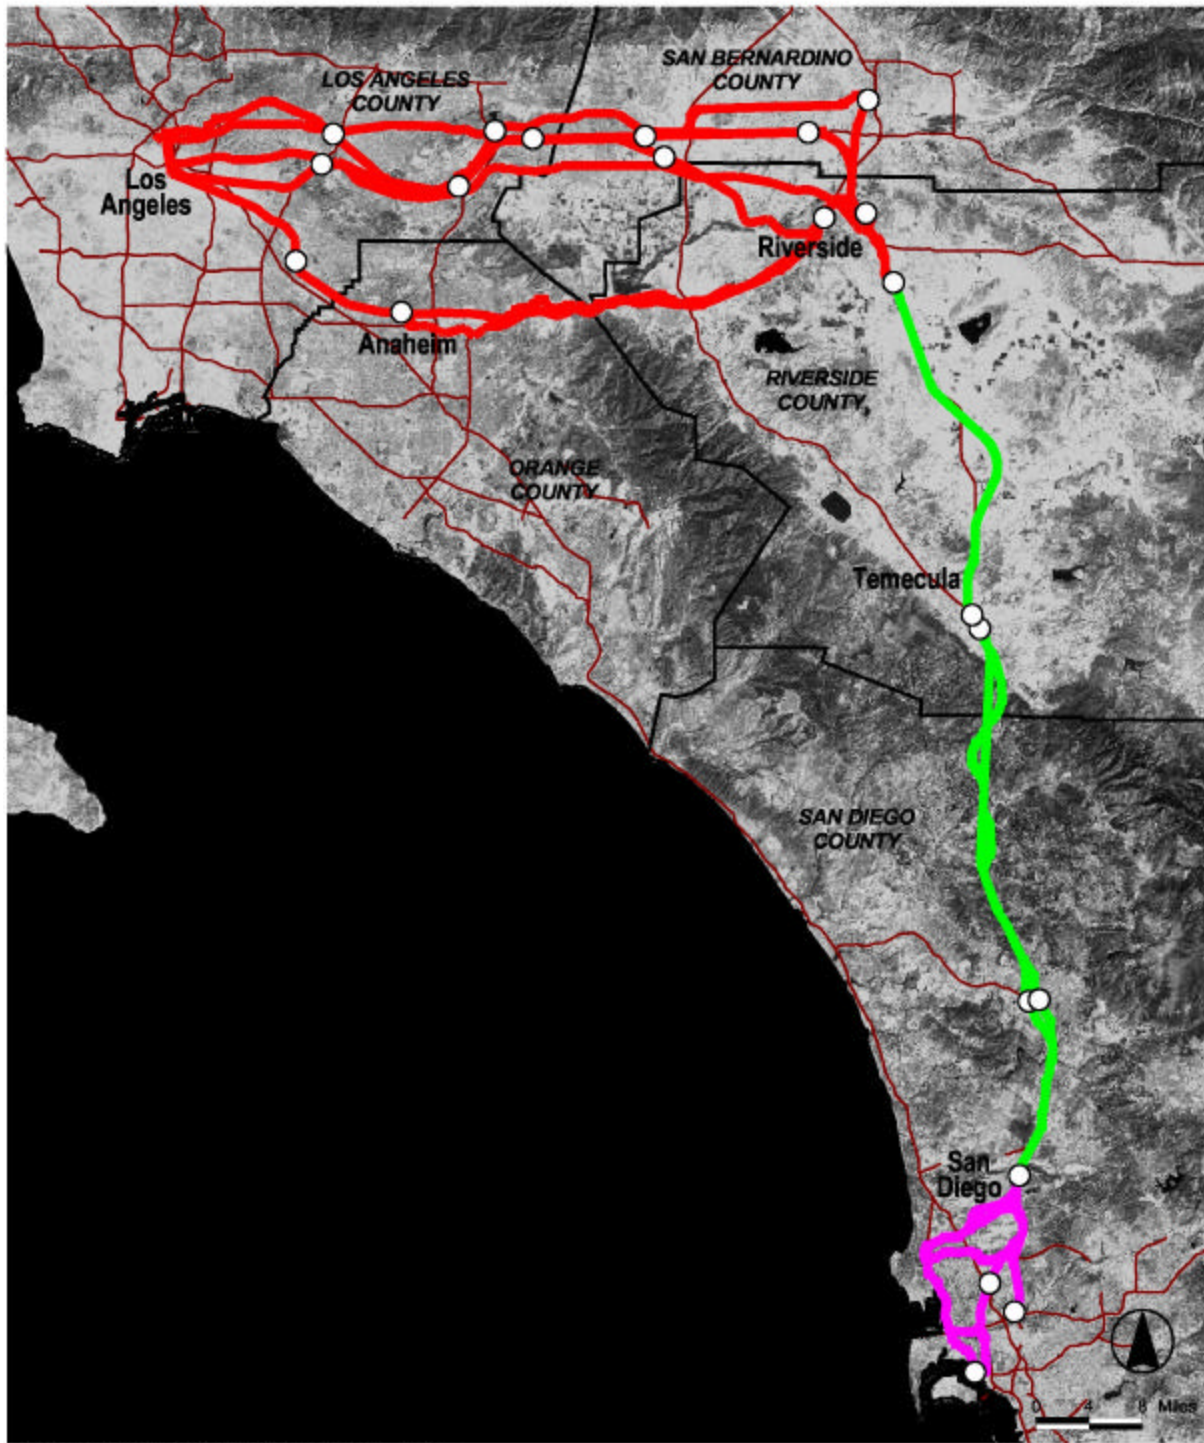 SAN BERNARDINO
COUNTY
LOS ANGELES
COUNTY
Los
Angeles
Riverside
Anaheim
RIVERSIDE
COUNTY
ORANGE
COUNTY
Temecula
SAN DIEGO
COUNTY
San
Diego
0 4 8 Miles